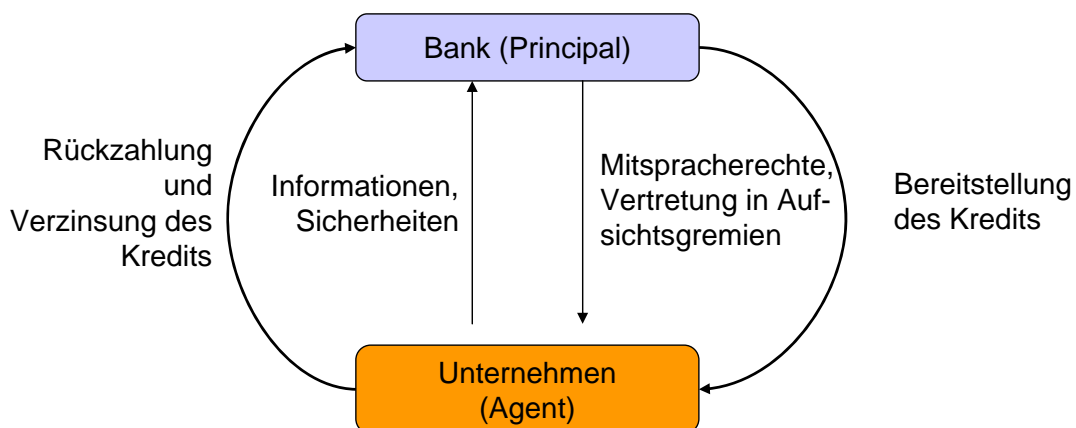 Bank (Principal)
Rückzahlung
und
Verzinsung des
Kredits
Informationen,
Sicherheiten
Mitspracherechte,
Vertretung in Auf-
sichtsgremien
Bereitstellung
des Kredits
Unternehmen
(Agent)